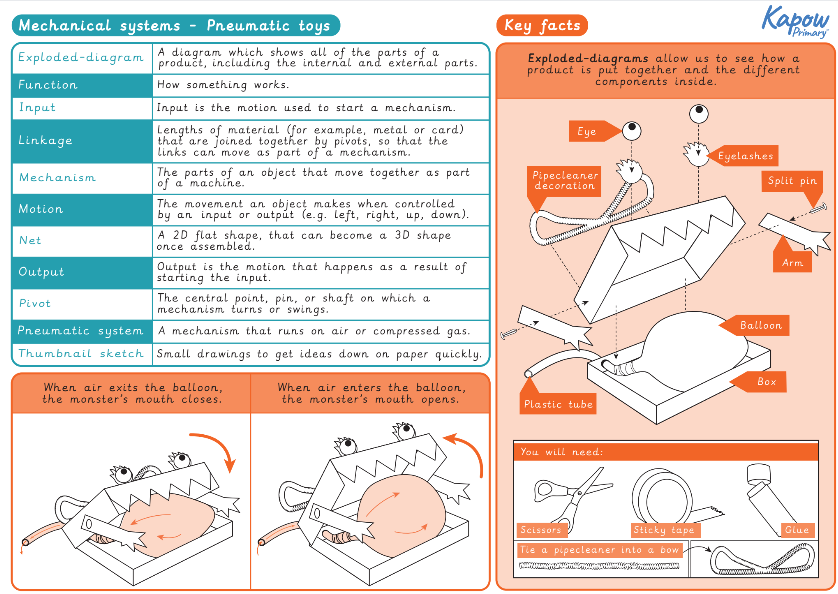 Mechanical systems - Pneumatic toys
Exploded-diagram
A diagram which shows all of the parts of a
product, including the internal and external parts.
Function
How something works.
Input
Input is the motion used to start a mechanism.
Linkage
Lengths of material (for example, metal or card)
that are joined together by pivots, so that the
links can move as part of a mechanism.
Mechanism
The parts of an object that move together as part
of a machine.
Motion
The movement an object makes when controlled
by an input or output (e.g. left, right, up, down).
Net
A 2D flat shape, that can become a 3D shape
once assembled.
Output
Output is the motion that happens as a result of
starting the input.
Pivot
The central point, pin, or shaft on which a
mechanism turns or swings.
Pneumatic system
A mechanism that runs on air or compressed gas.
Thumbnail sketch
Small drawings to get ideas down on paper quickly.
When air exits the balloon,
the monster's mouth closes.
When air enters the balloon,
the monster's mouth opens.
Key facts
Kapow
Primary
Exploded-diagrams allow us to see how a
product is put together and the different
components inside.
Eye
Eyelashes
Pipecleaner
decoration
Split pin
Arm
Balloon
Box
Plastic tube
You will need:
Scissors
Sticky tape
Glue
Tie a pipecleaner into a bow